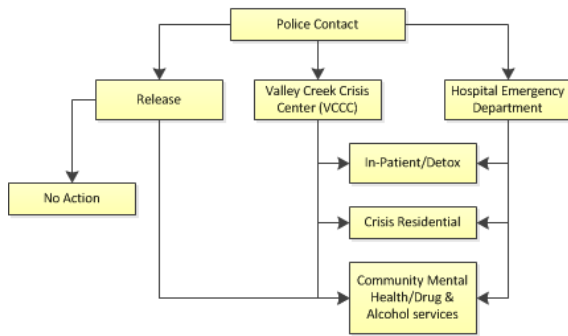 Police Contact
Release
Valley Creek Crisis
Center (VCCC)
Hospital Emergency
Department
In-Patient/Detox
No Action
Crisis Residential
Community Mental
Health/Drug &
Alcohol services